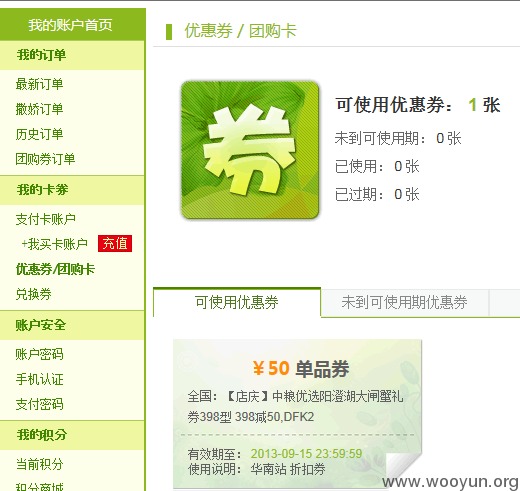 我的账户首页
我的订单
最新订单
撒娇订单
历史订单
团购券订单
我的卡券
支付卡账户
+我买卡账户 充值
优惠券/团购卡
兑换券
账户安全
账户密码
手机认证
支付密码
我的积分
当前积分
积分商城
优惠券 / 团购卡
券
可使用优惠券： 1 张
未到可使用期： 0 张
已使用： 0 张
已过期： 0 张
可使用优惠券
未到可使用期优惠券
￥50 单品券
全国：【店庆】中粮优选阳澄湖大闸蟹礼
券398型 398减50,DFK2
有效期至： 2013-09-15 23:59:59
使用说明： 华南站 折扣券
www.wooyun.org